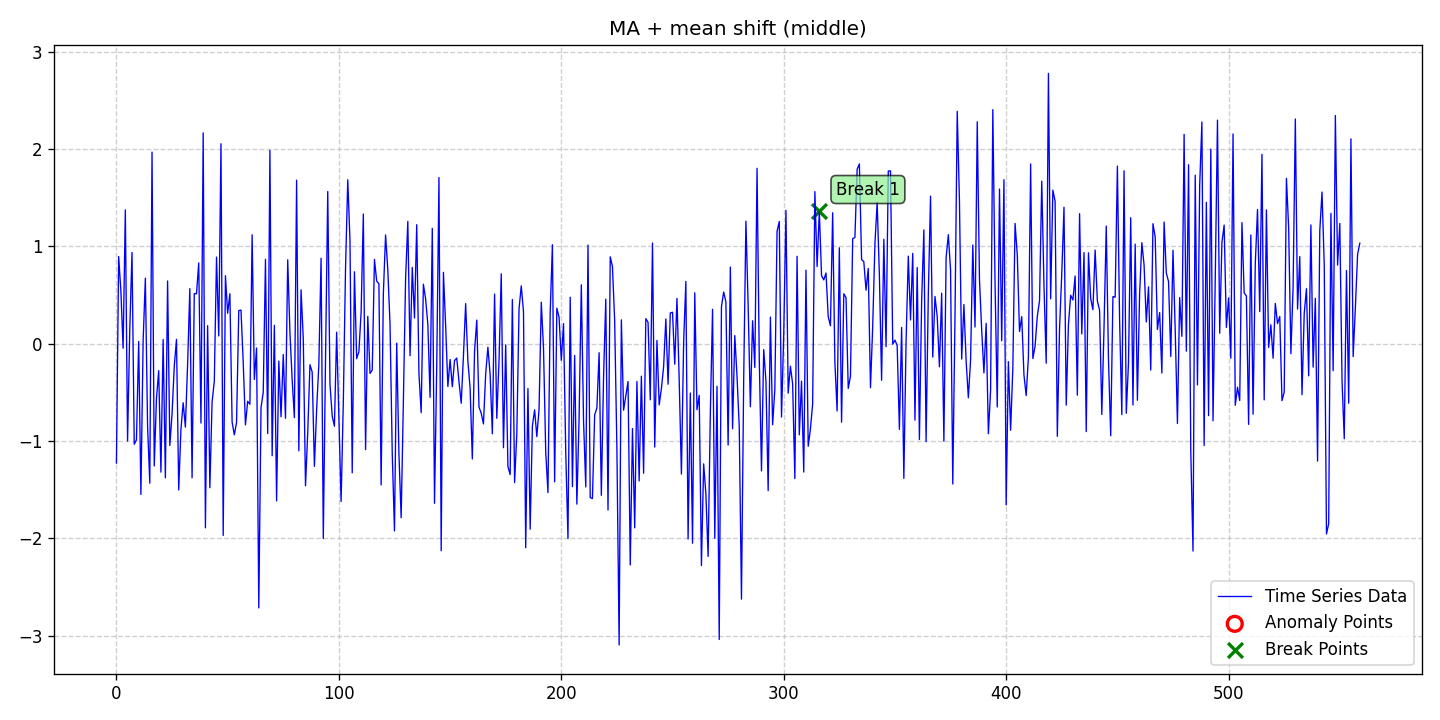 MA + mean shift (middle)
3
2
1
0
−1
−2
−3
Break 1
Time Series Data
Anomaly Points
Break Points
0 100 200 300 400 500